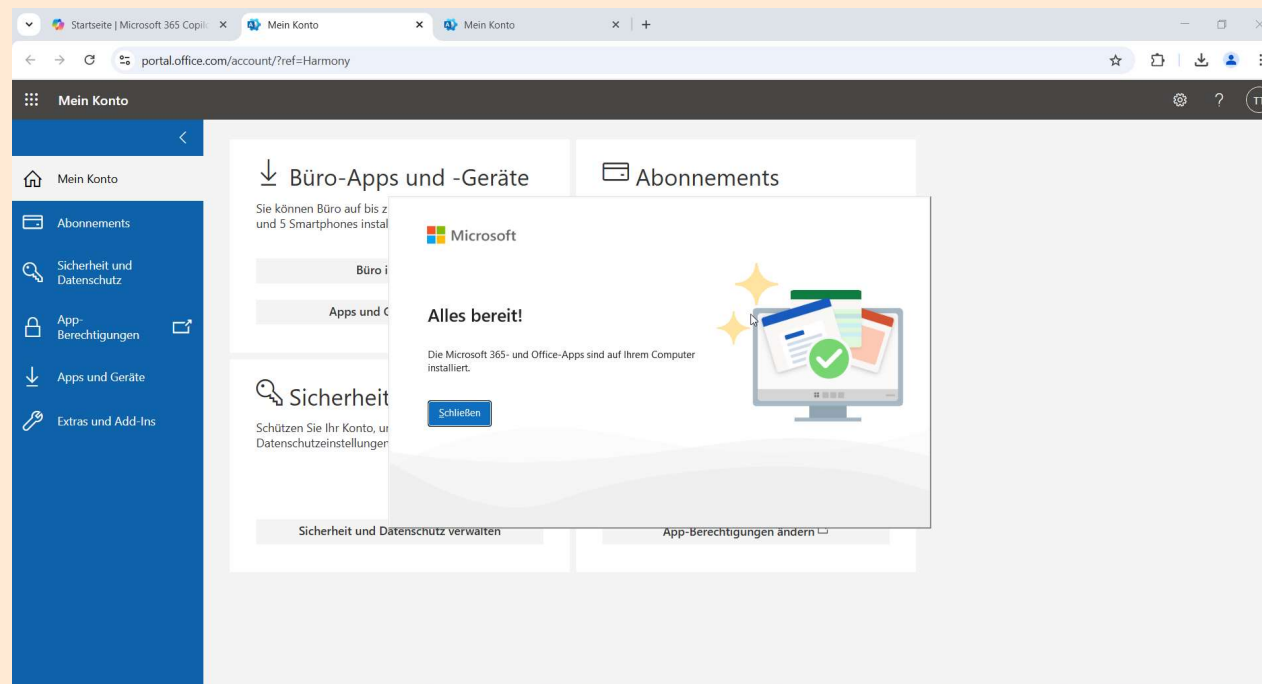 Startseite | Microsoft 365 Copil
Mein Konto
Mein Konto
portal.office.com/account/?ref=Harmony
Mein Konto
Mein Konto
Abonnements
Sicherheit und
Datenschutz
App-
Berechtigungen
Apps und Geräte
Extras und Add-Ins
Büro-Apps und -Geräte
Sie können Büro auf bis z
und 5 Smartphones instal
Büro i
Apps und G
Abonnements
Microsoft
Alles bereit!
Die Microsoft 365- und Office-Apps sind auf Ihrem Computer
installiert.
Schließen
Sicherheit
Schützen Sie Ihr Konto, un
Datenschutzeinstellungen
Sicherheit und Datenschutz verwalten
App-Berechtigungen ändern